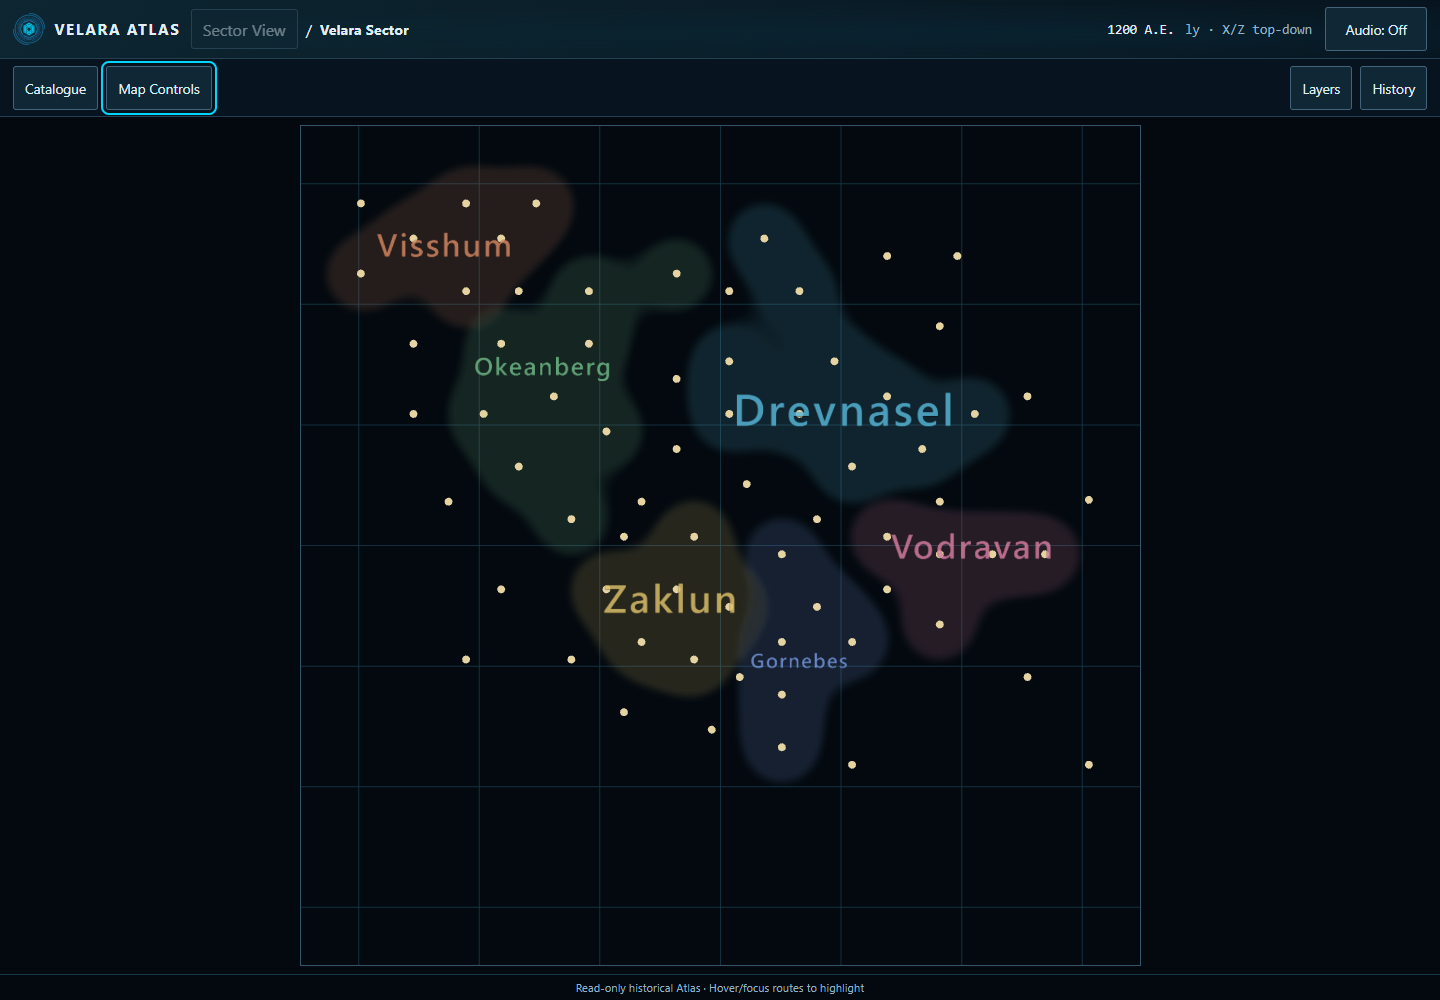 VELARA ATLAS
Sector View
/ Velara Sector
1200 A.E. ly · X/Z top-down
Audio: Off
Catalogue
Map Controls
Layers
History
Visshum
Okeanberg
Drevnasel
Vodravan
Zaklun
Gornebes
Read-only historical Atlas · Hover/focus routes to highlight